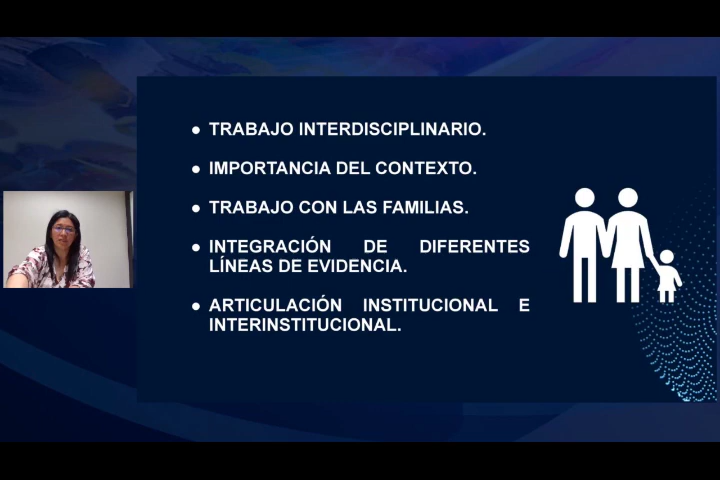 ● TRABAJO INTERDISCIPLINARIO.
● IMPORTANCIA DEL CONTEXTO.
● TRABAJO CON LAS FAMILIAS.
● INTEGRACIÓN DE DIFERENTES
LÍNEAS DE EVIDENCIA.
● ARTICULACIÓN INSTITUCIONAL E
INTERINSTITUCIONAL.